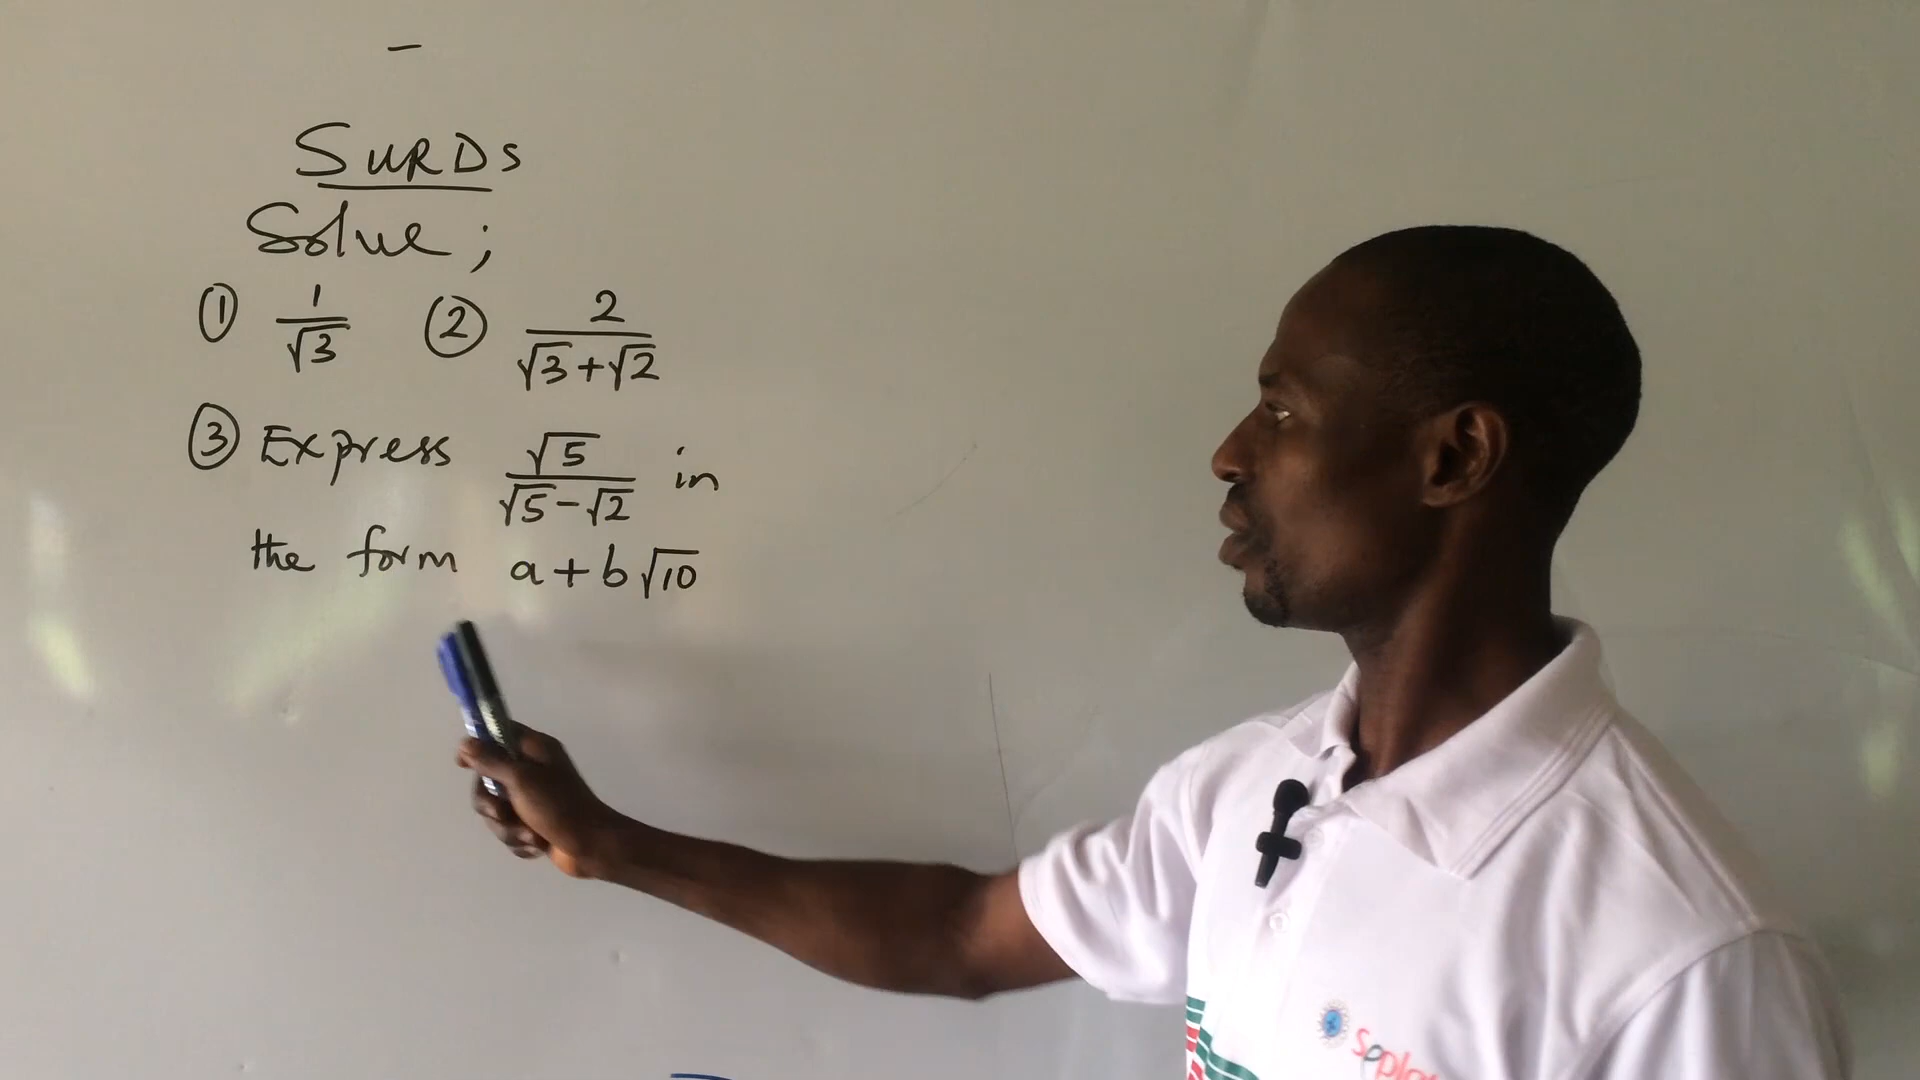 SURDs
Solve;
① 1/√3 ② 2/(√3+√2)
③ Express √5/(√5-√2) in
the form a+b√10